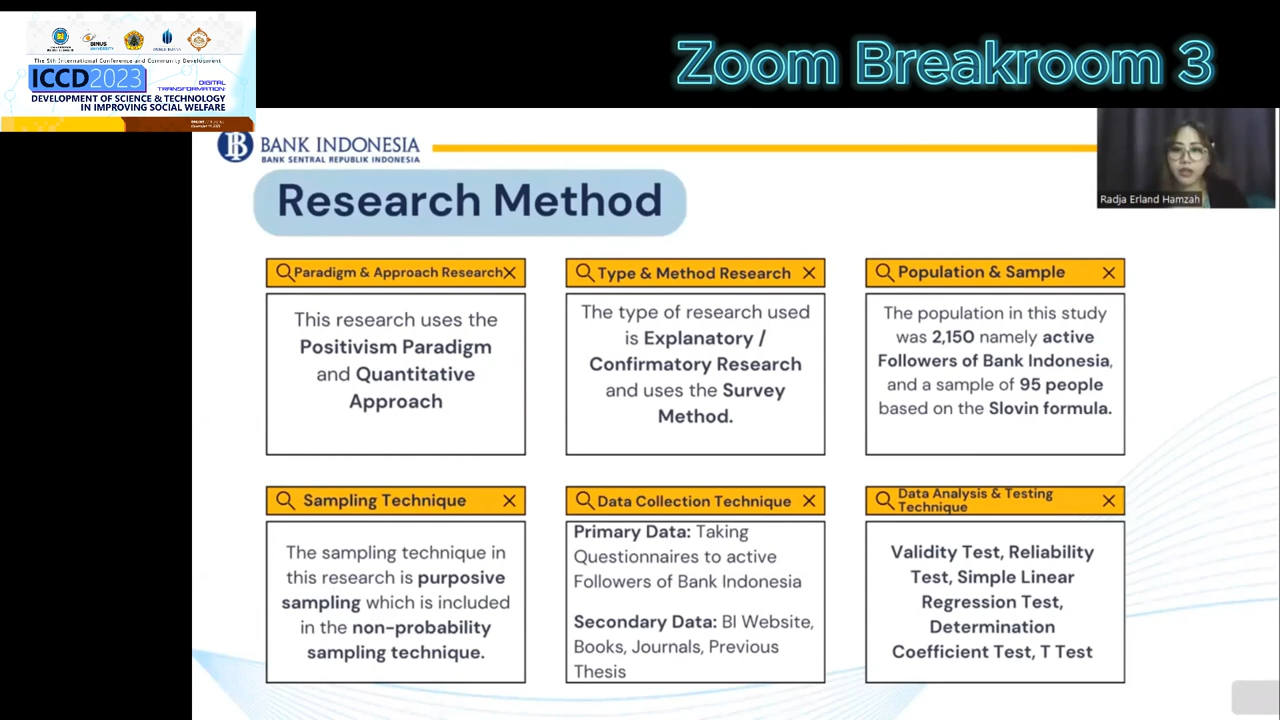 Zoom Breakroom 3
BINUS
UNIVERSITY
The 5th International Conference and Community Development
ICCD2023
DIGITAL
TRANSFORMATION:
DEVELOPMENT OF SCIENCE & TECHNOLOGY
IN IMPROVING SOCIAL WELFARE
BANK INDONESIA
BANK SENTRAL REPUBLIK INDONESIA
Radja Erland Hamzah
Research Method
Paradigm & Approach Research
This research uses the
Positivism Paradigm
and Quantitative
Approach
Type & Method Research
The type of research used
is Explanatory /
Confirmatory Research
and uses the Survey
Method.
Population & Sample
The population in this study
was 2,150 namely active
Followers of Bank Indonesia,
and a sample of 95 people
based on the Slovin formula.
Sampling Technique
The sampling technique in
this research is purposive
sampling which is included
in the non-probability
sampling technique.
Data Collection Technique
Primary Data: Taking
Questionnaires to active
Followers of Bank Indonesia
Secondary Data: BI Website,
Books, Journals, Previous
Thesis
Data Analysis & Testing
Technique
Validity Test, Reliability
Test, Simple Linear
Regression Test,
Determination
Coefficient Test, T Test